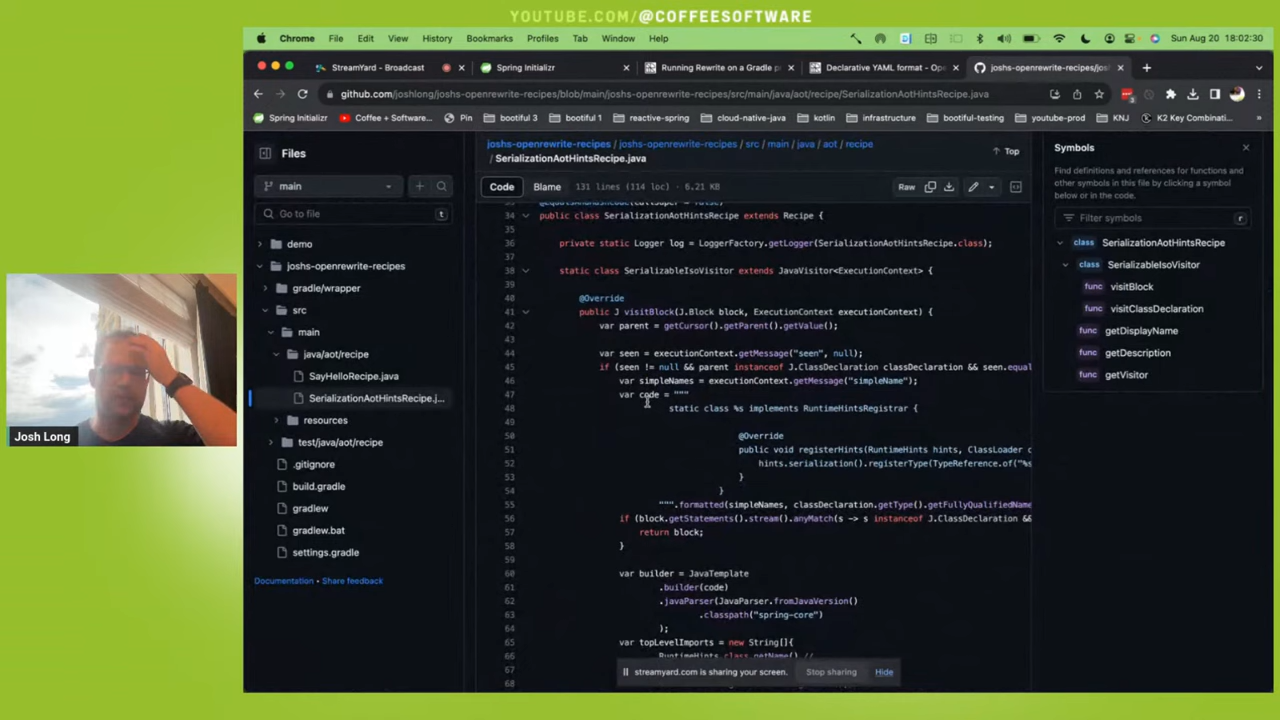 YOUTUBE.COM/@COFFEESOFTWARE
Chrome File Edit View History Bookmarks Profiles Tab Window Help
Sun Aug 20 18:02:30
StreamYard - Broadcast
Spring Initializr
Running Rewrite on a Gradle p
Declarative YAML format - Op
joshs-openrewrite-recipes/jos
github.com/joshlong/joshs-openrewrite-recipes/blob/main/joshs-openrewrite-recipes/src/main/java/aot/recipe/SerializationAotHintsRecipe.java
Spring Initializr
Coffee + Software...
Pin
bootiful 3
bootiful 1
reactive-spring
cloud-native-java
kotlin
infrastructure
bootiful-testing
youtube-prod
KNJ
K2 Key Combinati...
»
Files
main
Go to file
t
demo
joshs-openrewrite-recipes
gradle/wrapper
src
main
java/aot/recipe
SayHelloRecipe.java
SerializationAotHintsRecipe.j...
resources
test/java/aot/recipe
.gitignore
build.gradle
gradlew
gradlew.bat
settings.gradle
Documentation • Share feedback
joshs-openrewrite-recipes / joshs-openrewrite-recipes / src / main / java / aot / recipe
/ SerializationAotHintsRecipe.java
Top
Code Blame 131 lines (114 loc) · 6.21 KB
Raw
34 public class SerializationAotHintsRecipe extends Recipe {
35
36 private static Logger log = LoggerFactory.getLogger(SerializationAotHintsRecipe.class);
37
38 static class SerializableIsoVisitor extends JavaVisitor<ExecutionContext> {
39
40 @Override
41 public J visitBlock(J.Block block, ExecutionContext executionContext) {
42 var parent = getCursor().getParent().getValue();
43
44 var seen = executionContext.getMessage("seen", null);
45 if (seen != null && parent instanceof J.ClassDeclaration classDeclaration && seen.equal
46 var simpleNames = executionContext.getMessage("simpleName");
47 var code = """
48 static class %s implements RuntimeHintsRegistrar {
49
50 @Override
51 public void registerHints(RuntimeHints hints, ClassLoader c
52 hints.serialization().registerType(TypeReference.of("%s
53 }
54 }
55 """.formatted(simpleNames, classDeclaration.getType().getFullyQualifiedName
56 if (block.getStatements().stream().anyMatch(s -> s instanceof J.ClassDeclaration &&
57 return block;
58 }
59
60 var builder = JavaTemplate
61 .builder(code)
62 .javaParser(JavaParser.fromJavaVersion()
63 .classpath("spring-core")
64 );
65 var topLevelImports = new String[]{
66 RuntimeHints.class.getName() //
67
68
Symbols
Find definitions and references for functions and
other symbols in this file by clicking a symbol
below or in the code.
Filter symbols
r
class SerializationAotHintsRecipe
class SerializableIsoVisitor
func visitBlock
func visitClassDeclaration
func getDisplayName
func getDescription
func getVisitor
Josh Long
streamyard.com is sharing your screen.
Stop sharing
Hide